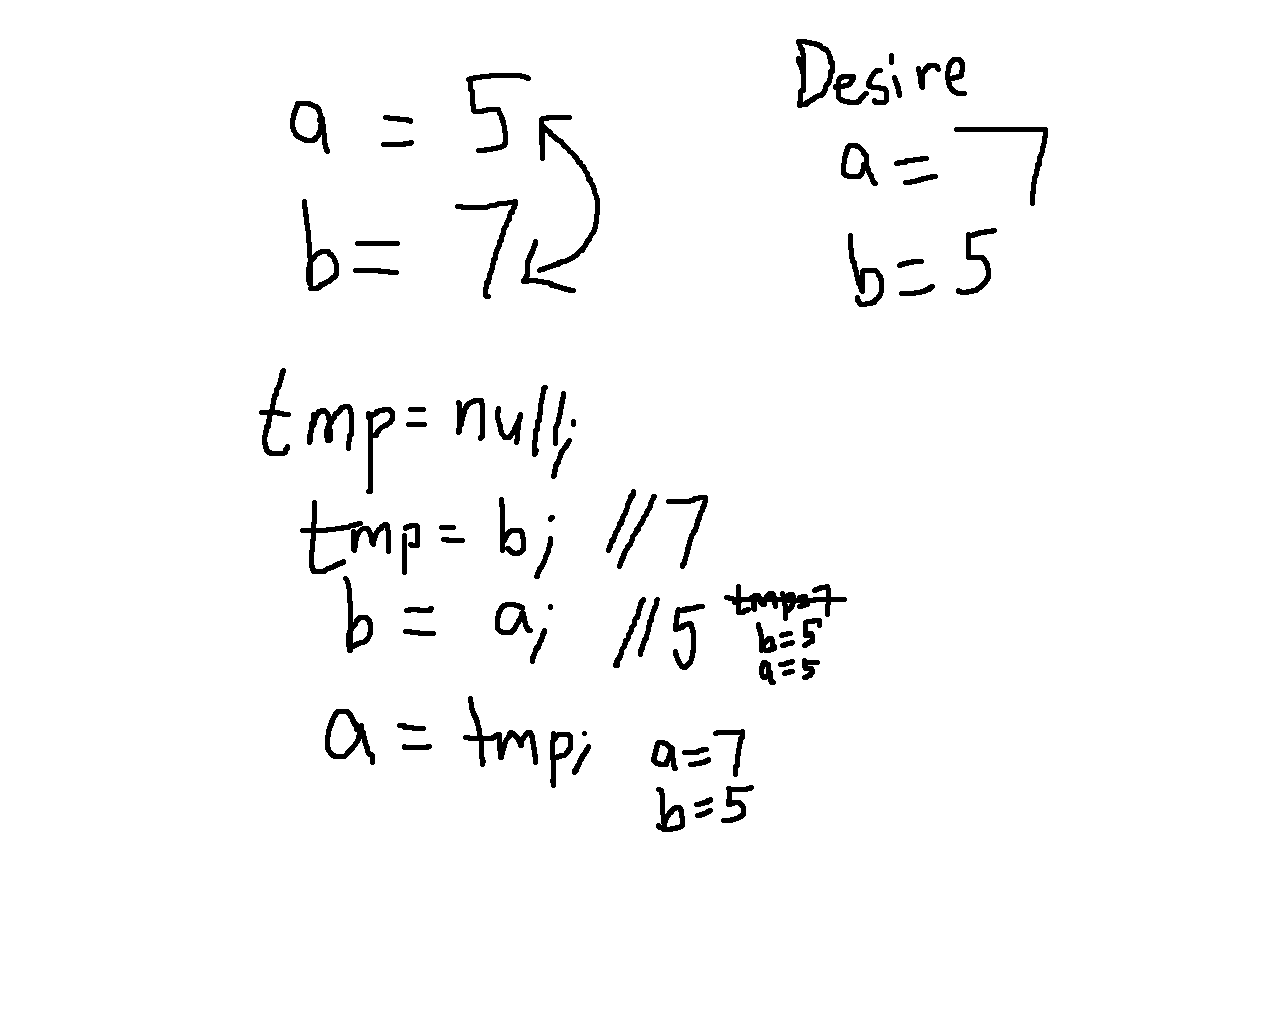 a = 5
b = 7
Desire
a = 7
b = 5
tmp = null;
tmp = b; //7
b = a; //5
tmp=7
b=5
a=5
a = tmp;
a=7
b=5